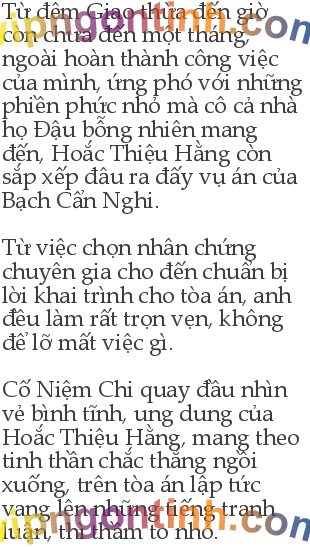 Từ đêm Giao thừa đến giờ
còn chưa đến một tháng,
ngoài hoàn thành công việc
của mình, ứng phó với những
phiền phức nhỏ mà cô cả nhà
họ Đậu bỗng nhiên mang
đến, Hoắc Thiệu Hằng còn
sắp xếp đâu ra đấy vụ án của
Bạch Cẩn Nghi.

Từ việc chọn nhân chứng
chuyên gia cho đến chuẩn bị
lời khai trình cho tòa án, anh
đều làm rất trọn vẹn, không
để lỡ mất việc gì.

Cố Niệm Chi quay đầu nhìn
vẻ bình tĩnh, ung dung của
Hoắc Thiệu Hằng, mang theo
tinh thần chắc thắng ngồi
xuống, trên tòa án lập tức
vang lên những tiếng tranh
luận, thì thầm to nhỏ.
vipngontinh.com
vipngontinh.com